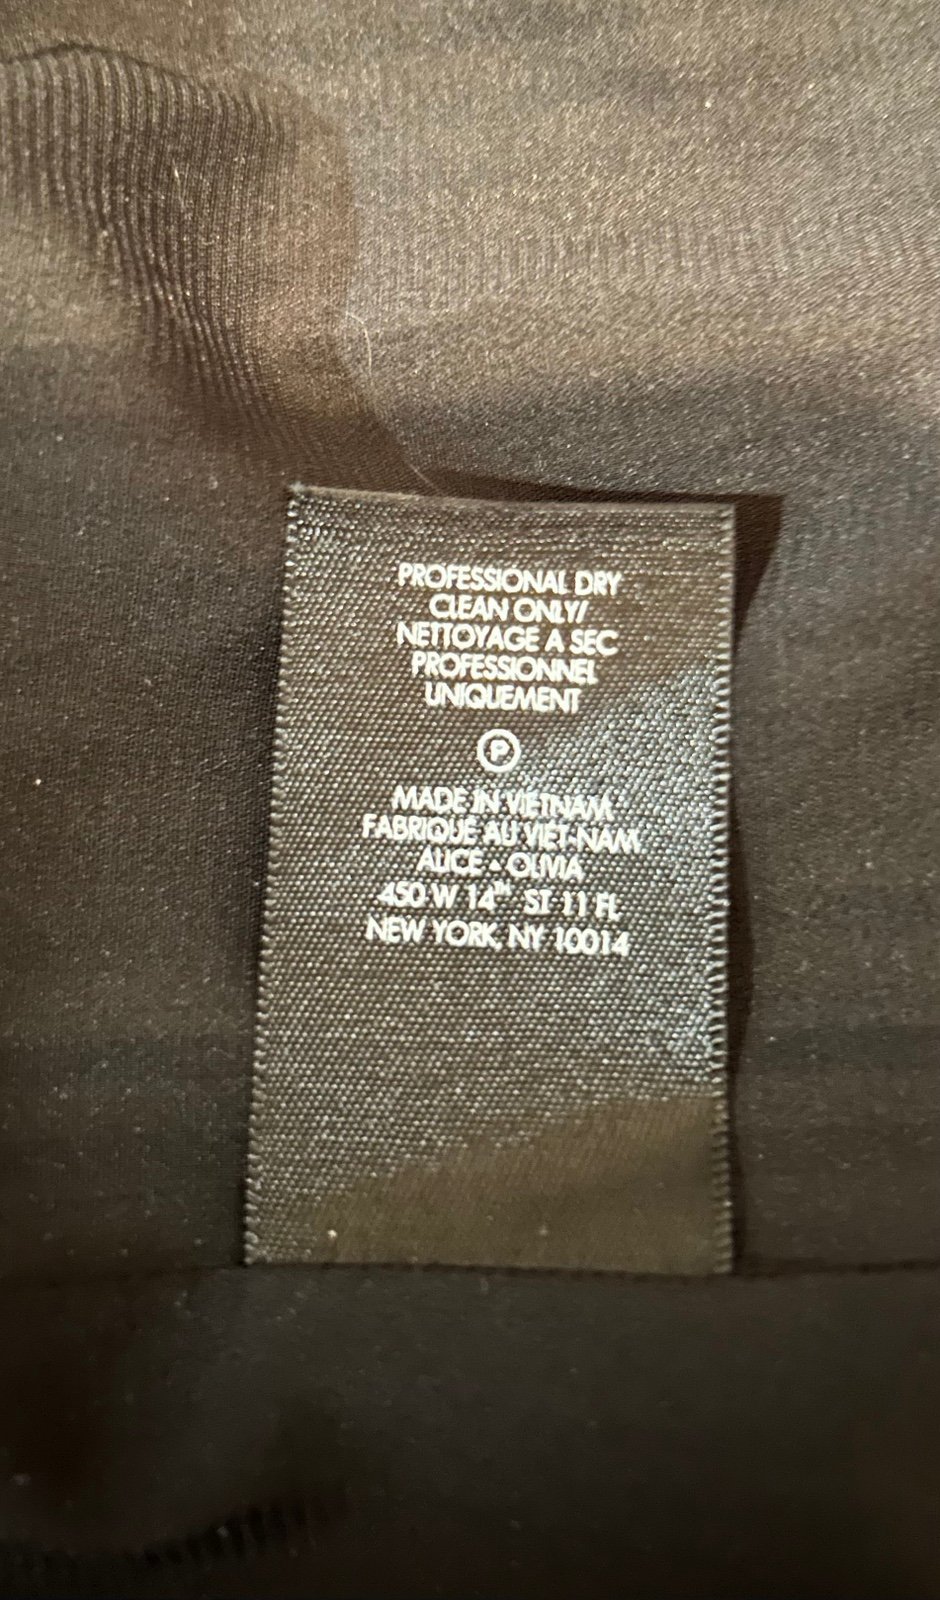 PROFESSIONAL DRY
CLEAN ONLY/
NETTOYAGE A SEC
PROFESSIONNEL
UNIQUEMENT
P
MADE IN VIETNAM
FABRIQUE AU VIET-NAM
ALICE + OLIVIA
450 W 14TH ST 11 FL
NEW YORK, NY 10014